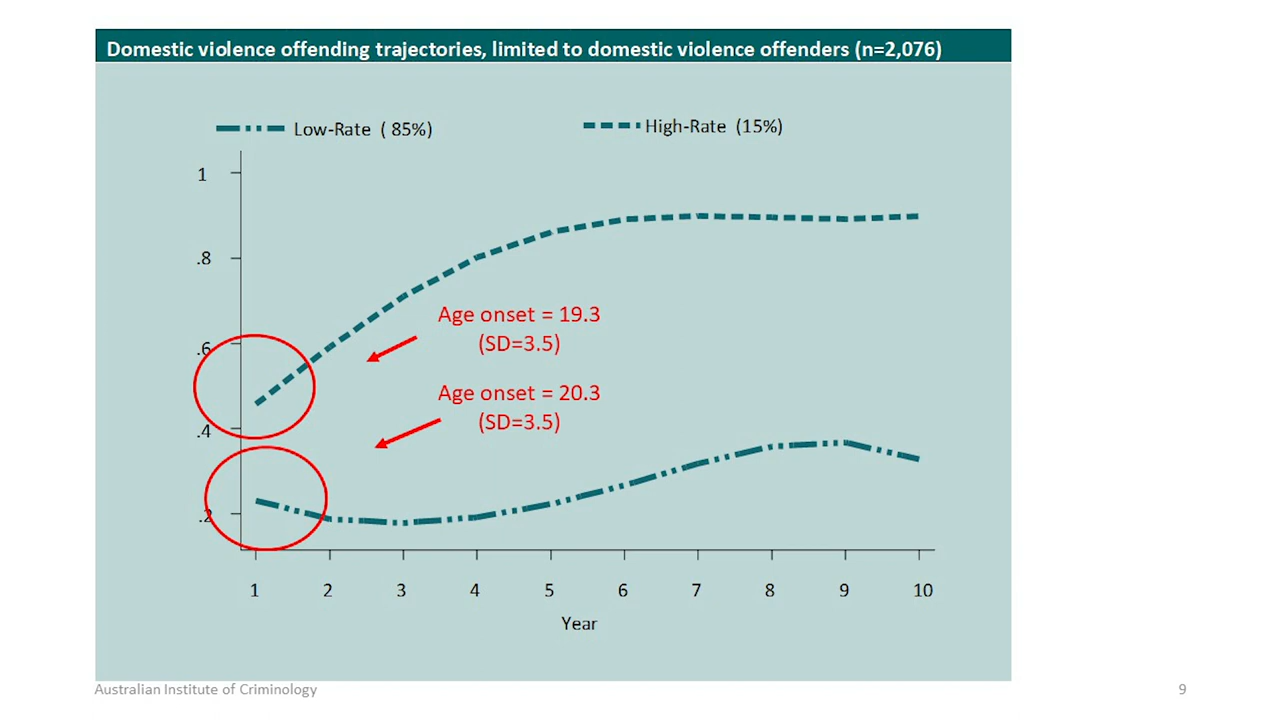 Domestic violence offending trajectories, limited to domestic violence offenders (n=2,076)
Low-Rate ( 85%)
High-Rate (15%)
1
.8
Age onset = 19.3
(SD=3.5)
.6
Age onset = 20.3
(SD=3.5)
.4
.2
1 2 3 4 5 6 7 8 9 10
Year
Australian Institute of Criminology
9